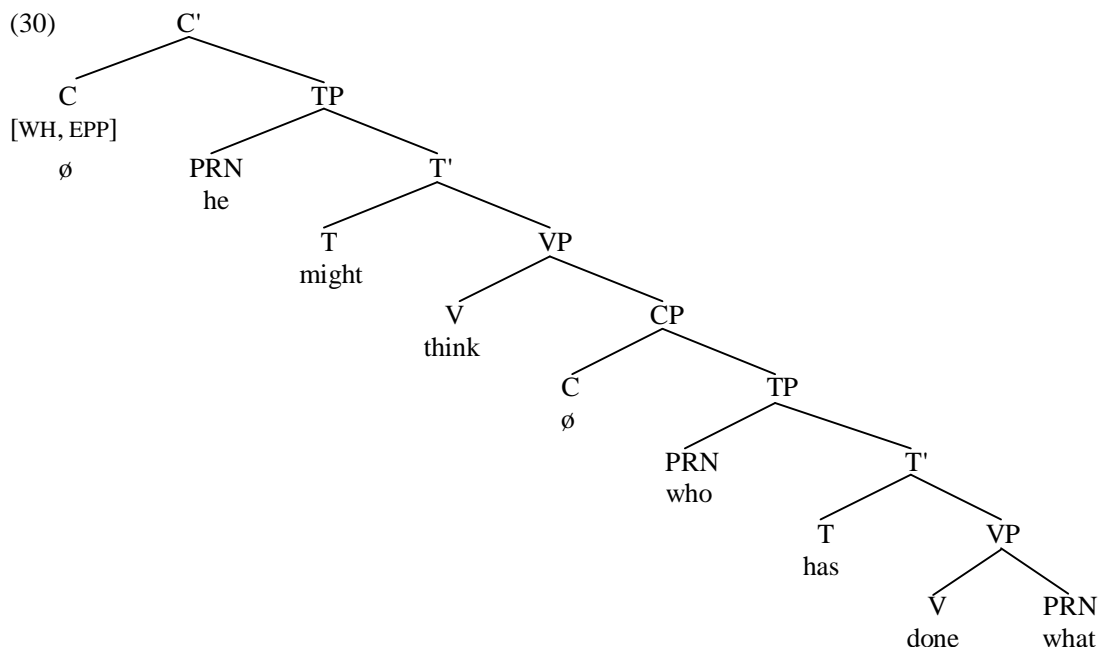 (30) C'
C TP
[WH, EPP]
ø PRN T'
he
T VP
might
V CP
think
C TP
ø
PRN T'
who
T VP
has
V PRN
done what